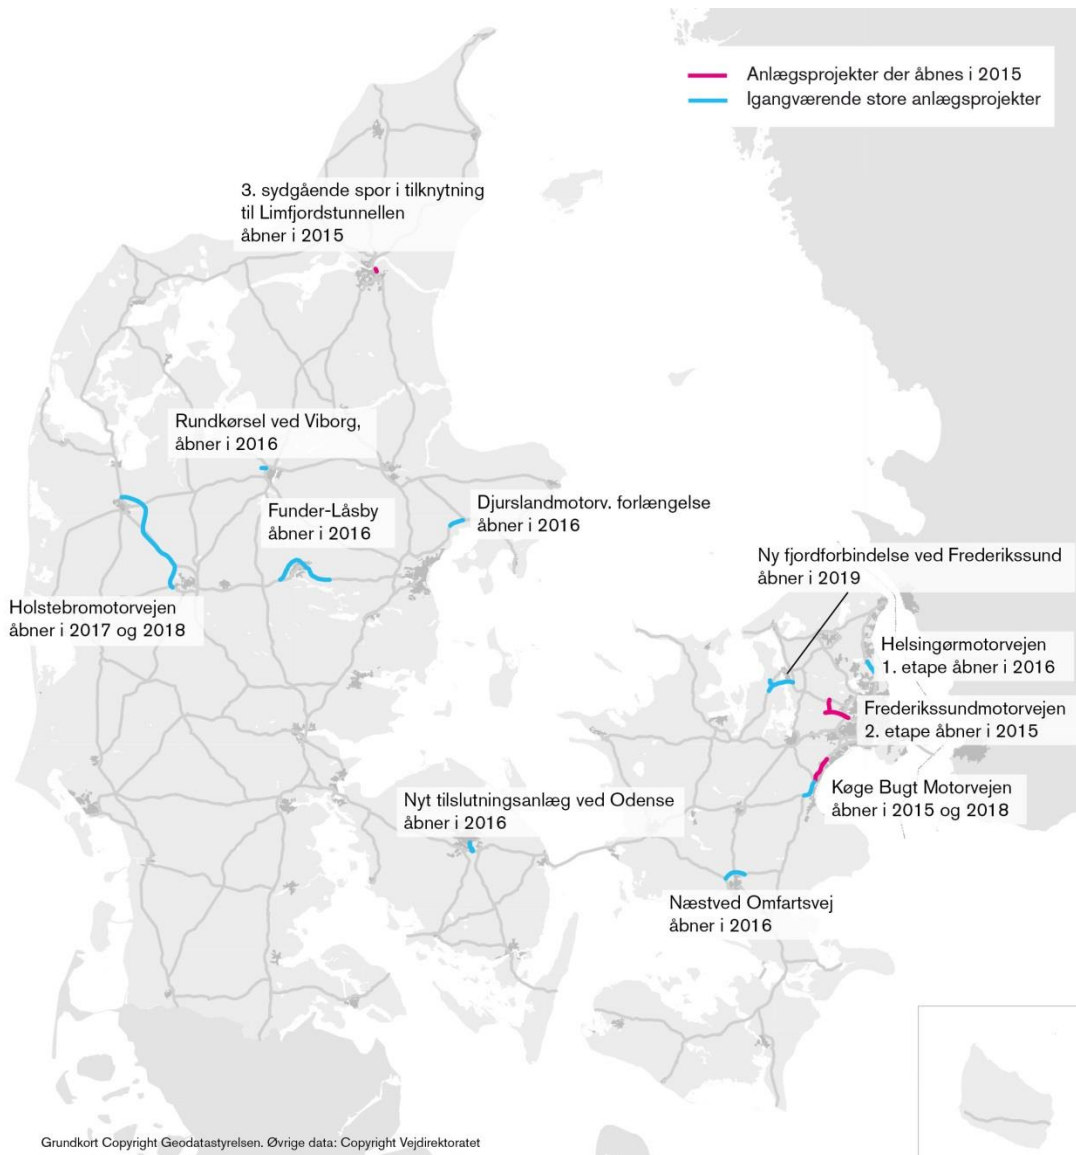 Anlægsprojekter der åbnes i 2015
Igangværende store anlægsprojekter
3. sydgående spor i tilknytning
til Limfjordstunnellen
åbner i 2015
Rundkørsel ved Viborg,
åbner i 2016
Funder-Låsby
åbner i 2016
Djurslandmotorv. forlængelse
åbner i 2016
Holstebromotorvejen
åbner i 2017 og 2018
Ny fjordforbindelse ved Frederikssund
åbner i 2019
Helsingørmotorvejen
1. etape åbner i 2016
Frederikssundmotorvejen
2. etape åbner i 2015
Køge Bugt Motorvejen
åbner i 2015 og 2018
Nyt tilslutningsanlæg ved Odense
åbner i 2016
Næstved Omfartsvej
åbner i 2016
Grundkort Copyright Geodatastyrelsen. Øvrige data: Copyright Vejdirektoratet